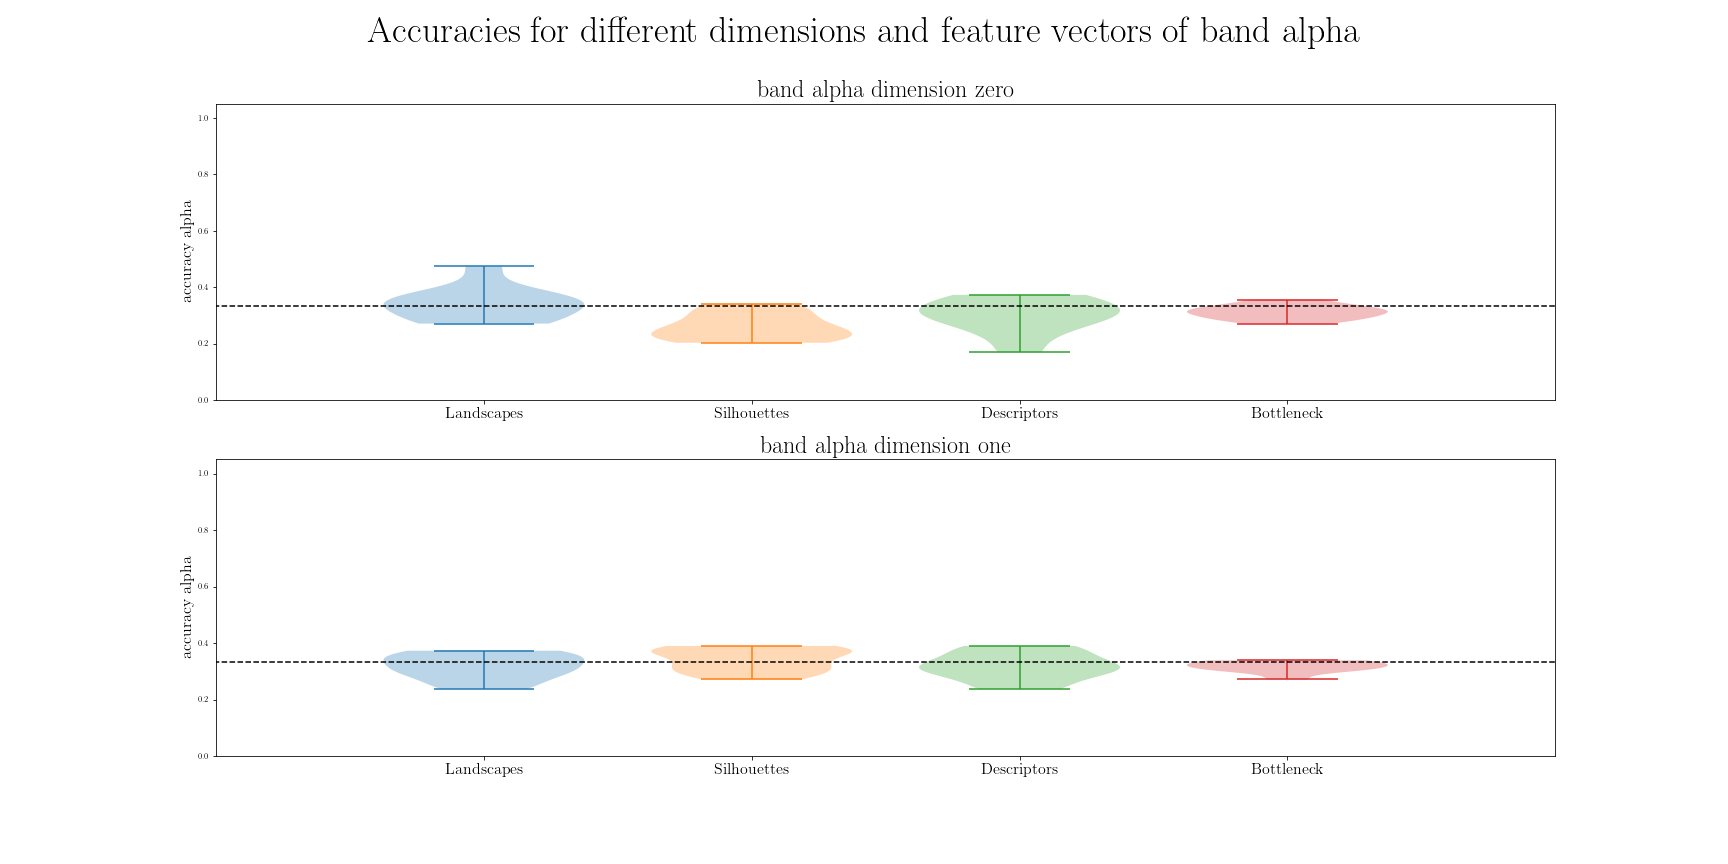 Accuracies for different dimensions and feature vectors of band alpha
band alpha dimension zero
accuracy alpha
1.0
0.8
0.6
0.4
0.2
0.0
Landscapes Silhouettes Descriptors Bottleneck
band alpha dimension one
accuracy alpha
1.0
0.8
0.6
0.4
0.2
0.0
Landscapes Silhouettes Descriptors Bottleneck